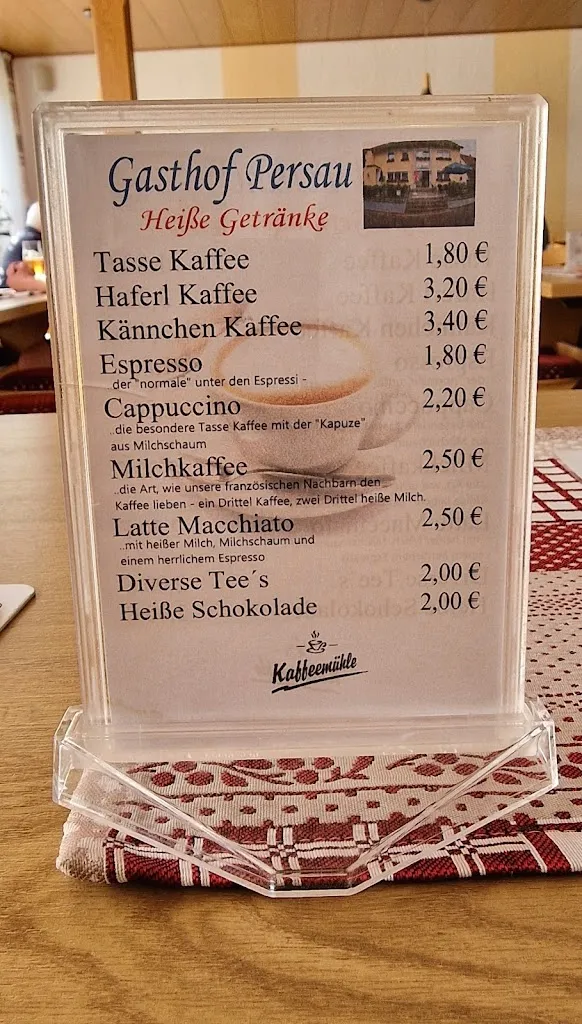 Gasthof Persau
Heiße Getränke
Tasse Kaffee 1,80 €
Haferl Kaffee 3,20 €
Kännchen Kaffee 3,40 €
Espresso 1,80 €
der "normale" unter den Espressi -
Cappuccino 2,20 €
..die besondere Tasse Kaffee mit der "Kapuze"
aus Milchschaum
Milchkaffee 2,50 €
..die Art, wie unsere französischen Nachbarn den
Kaffee lieben - ein Drittel Kaffee, zwei Drittel heiße Milch.
Latte Macchiato 2,50 €
..mit heißer Milch, Milchschaum und
einem herrlichem Espresso
Diverse Tee´s 2,00 €
Heiße Schokolade 2,00 €
Kaffeemühle